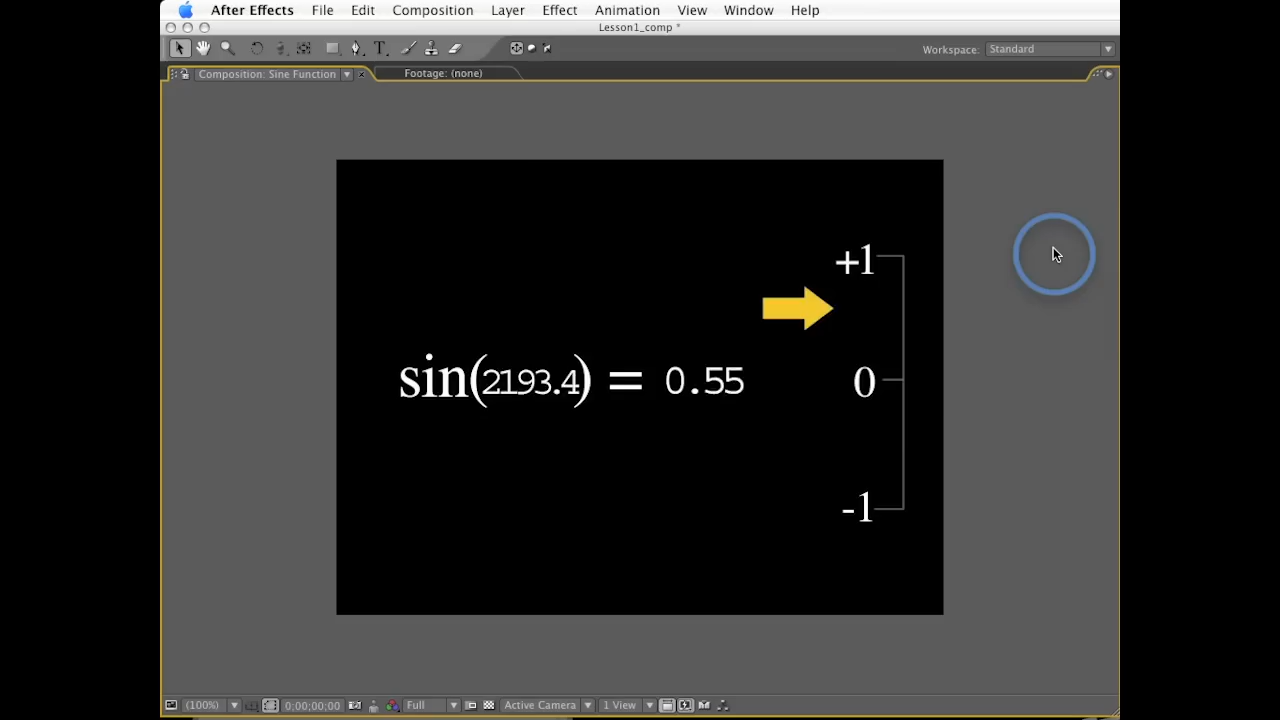 After Effects File Edit Composition Layer Effect Animation View Window Help
Lesson1_comp *
Workspace: Standard
Composition: Sine Function Footage: (none)
+1
sin(2193.4) = 0.55 0
-1
(100%) 0;00;00;00 Full Active Camera 1 View